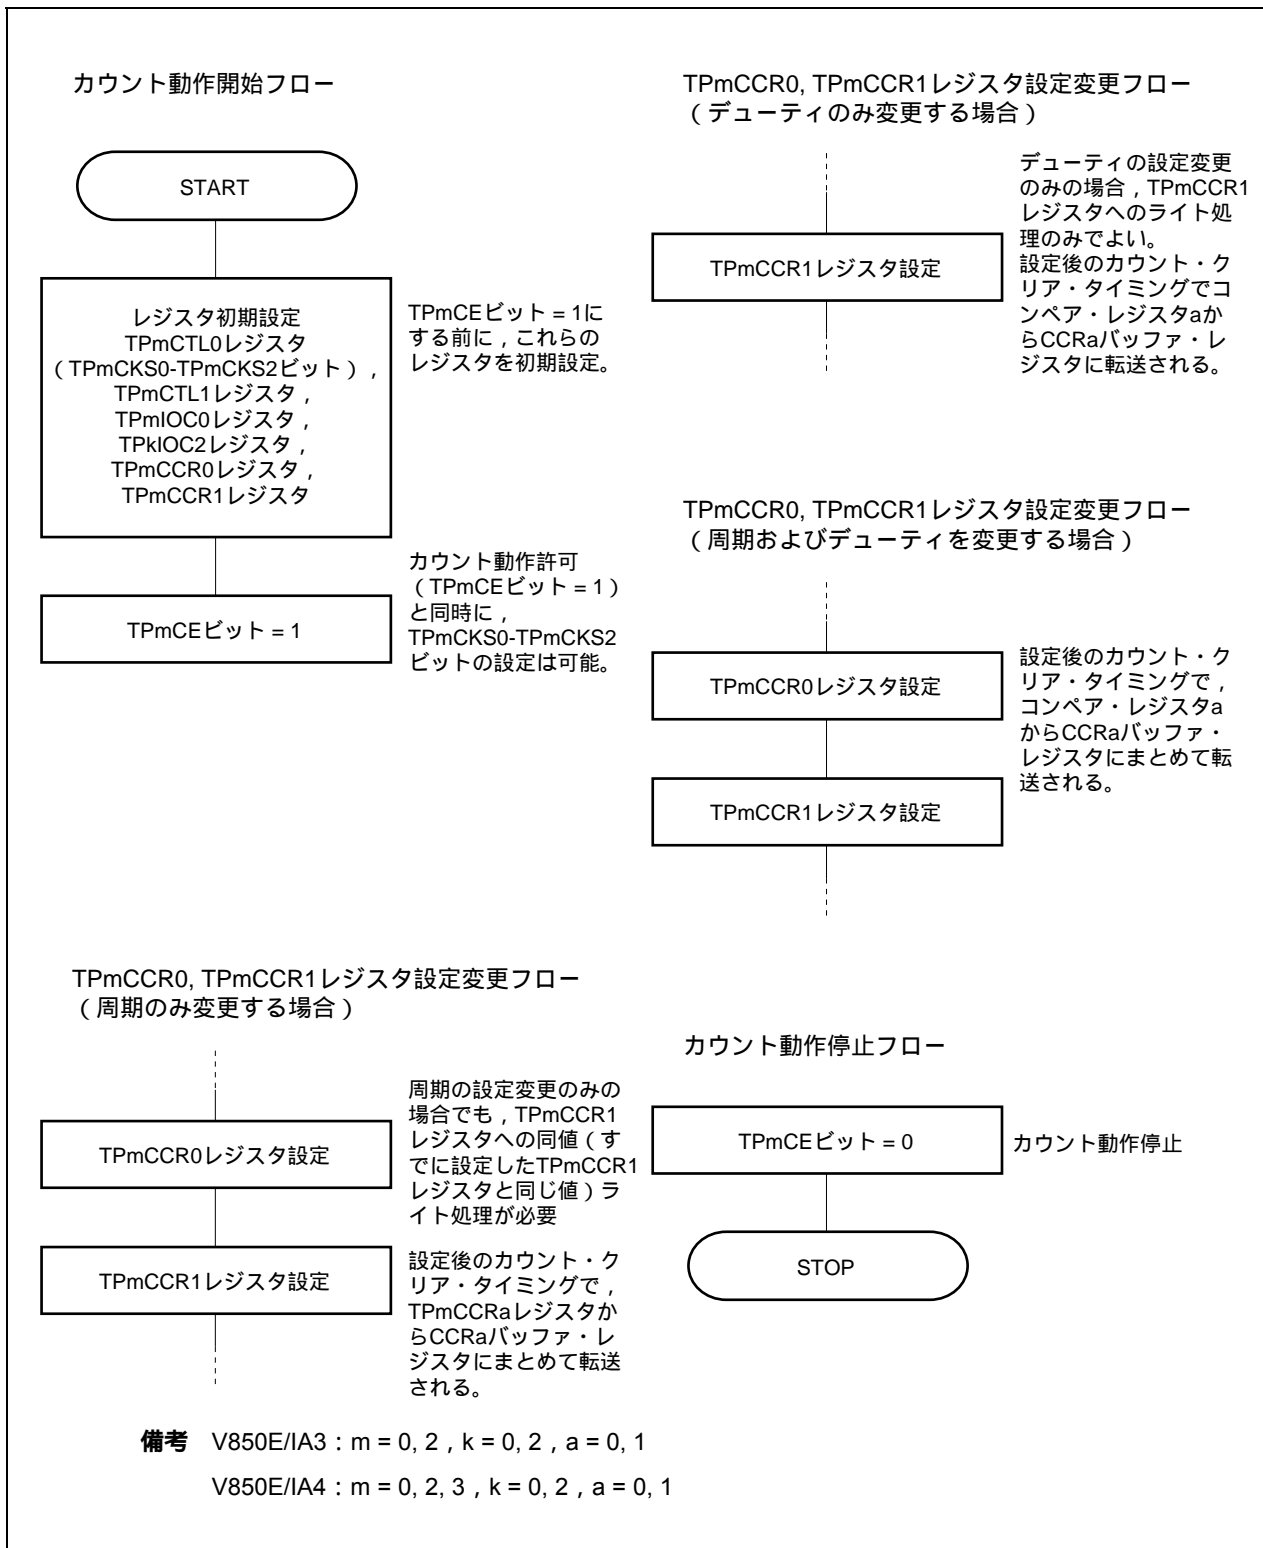 カウント動作開始フロー
START
レジスタ初期設定
TPmCTL0レジスタ
（TPmCKS0-TPmCKS2ビット），
TPmCTL1レジスタ，
TPmIOC0レジスタ，
TPkIOC2レジスタ，
TPmCCR0レジスタ，
TPmCCR1レジスタ
TPmCEビット = 1に
する前に，これらの
レジスタを初期設定。
TPmCEビット = 1
カウント動作許可
（TPmCEビット = 1）
と同時に，
TPmCKS0-TPmCKS2
ビットの設定は可能。
TPmCCR0, TPmCCR1レジスタ設定変更フロー
（周期のみ変更する場合）
TPmCCR0レジスタ設定
周期の設定変更のみの
場合でも，TPmCCR1
レジスタへの同値（す
でに設定したTPmCCR1
レジスタと同じ値）ラ
イト処理が必要
TPmCCR1レジスタ設定
設定後のカウント・ク
リア・タイミングで，
TPmCCRaレジスタか
らCCRaバッファ・レ
ジスタにまとめて転送
される。
TPmCCR0, TPmCCR1レジスタ設定変更フロー
（デューティのみ変更する場合）
TPmCCR1レジスタ設定
デューティの設定変更
のみの場合，TPmCCR1
レジスタへのライト処
理のみでよい。
設定後のカウント・ク
リア・タイミングでコ
ンペア・レジスタaか
らCCRaバッファ・レ
ジスタに転送される。
TPmCCR0, TPmCCR1レジスタ設定変更フロー
（周期およびデューティを変更する場合）
TPmCCR0レジスタ設定
設定後のカウント・ク
リア・タイミングで，
コンペア・レジスタa
からCCRaバッファ・
レジスタにまとめて転
送される。
TPmCCR1レジスタ設定
カウント動作停止フロー
TPmCEビット = 0
カウント動作停止
STOP
備考 V850E/IA3：m = 0, 2，k = 0, 2，a = 0, 1
V850E/IA4：m = 0, 2, 3，k = 0, 2，a = 0, 1